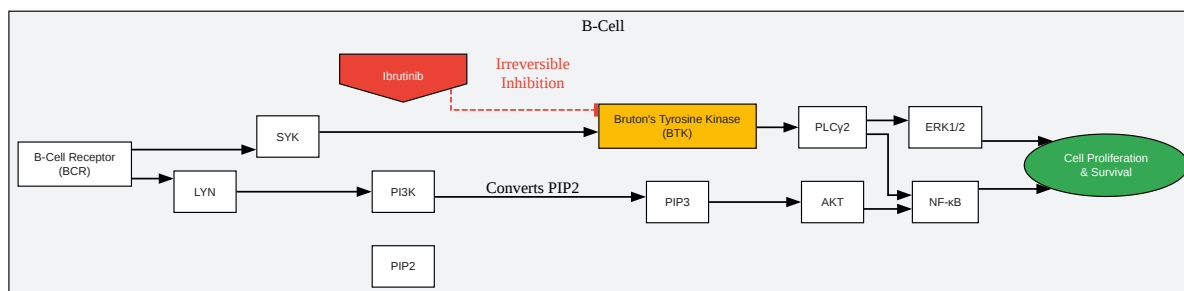 B-Cell
Ibrutinib
Irreversible
Inhibition
Bruton's Tyrosine Kinase
(BTK)
PLCγ2
ERK1/2
SYK
B-Cell Receptor
(BCR)
Cell Proliferation
& Survival
LYN
PI3K
Converts PIP2
PIP3
AKT
NF-κB
PIP2